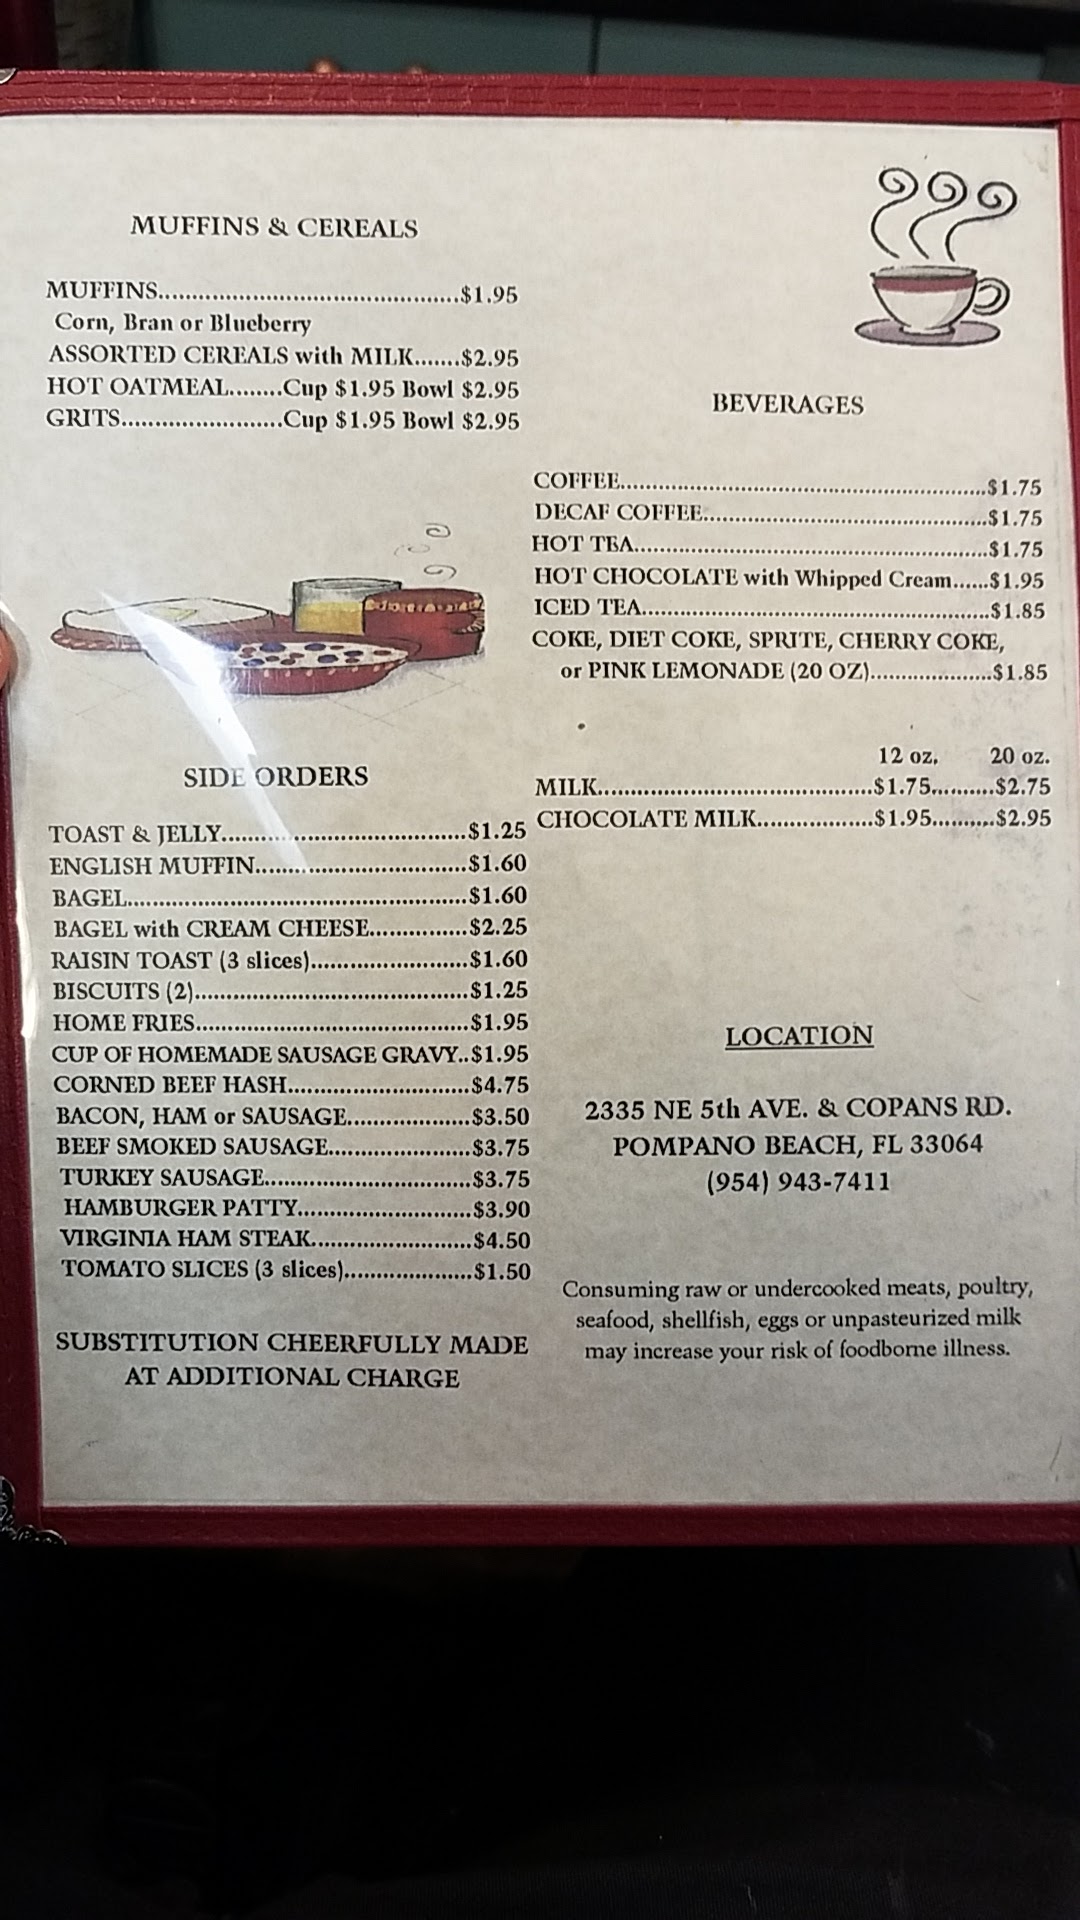 MUFFINS & CEREALS
MUFFINS............................................$1.95
Corn, Bran or Blueberry
ASSORTED CEREALS with MILK.......$2.95
HOT OATMEAL........Cup $1.95 Bowl $2.95
GRITS........................Cup $1.95 Bowl $2.95
BEVERAGES
COFFEE......................................................$1.75
DECAF COFFEE..........................................$1.75
HOT TEA....................................................$1.75
HOT CHOCOLATE with Whipped Cream......$1.95
ICED TEA....................................................$1.85
COKE, DIET COKE, SPRITE, CHERRY COKE,
or PINK LEMONADE (20 OZ)....................$1.85
12 oz. 20 oz.
MILK.........................................$1.75..........$2.75
CHOCOLATE MILK.................$1.95..........$2.95
SIDE ORDERS
TOAST & JELLY....................................$1.25
ENGLISH MUFFIN...............................$1.60
BAGEL..................................................$1.60
BAGEL with CREAM CHEESE...............$2.25
RAISIN TOAST (3 slices).......................$1.60
BISCUITS (2).........................................$1.25
HOME FRIES........................................$1.95
CUP OF HOMEMADE SAUSAGE GRAVY..$1.95
CORNED BEEF HASH...........................$4.75
BACON, HAM or SAUSAGE..................$3.50
BEEF SMOKED SAUSAGE.....................$3.75
TURKEY SAUSAGE...............................$3.75
HAMBURGER PATTY..........................$3.90
VIRGINIA HAM STEAK........................$4.50
TOMATO SLICES (3 slices)...................$1.50
SUBSTITUTION CHEERFULLY MADE
AT ADDITIONAL CHARGE
LOCATION
2335 NE 5th AVE. & COPANS RD.
POMPANO BEACH, FL 33064
(954) 943-7411
Consuming raw or undercooked meats, poultry,
seafood, shellfish, eggs or unpasteurized milk
may increase your risk of foodborne illness.